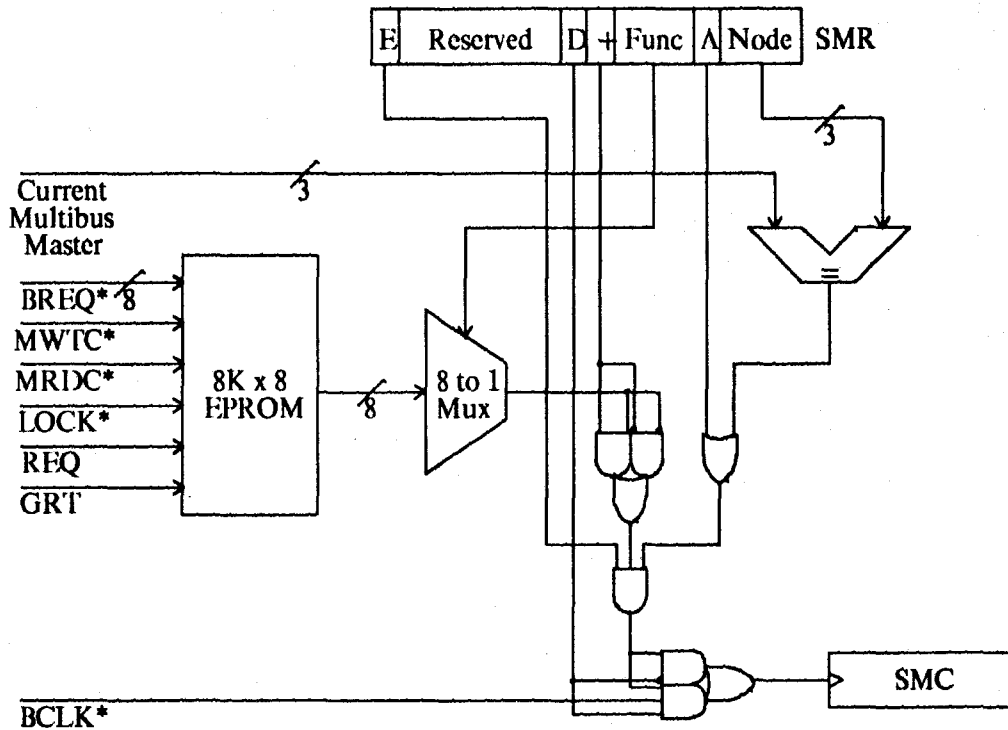 E Reserved D + Func A Node SMR
3
3
Current
Multibus
Master
BREQ* 8
MWTC*
MRDC*
LOCK*
REQ
GRT
8K x 8
EPROM
8
8 to 1
Mux
≡
SMC
BCLK*